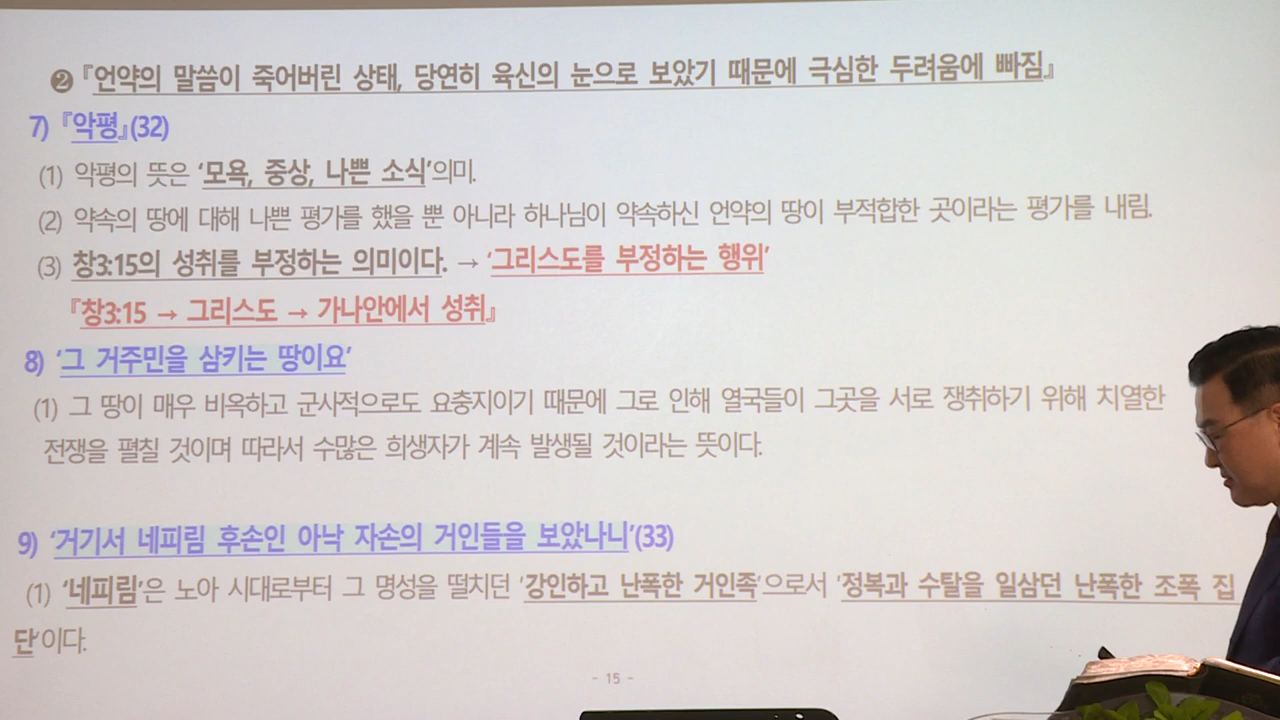 ❷『언약의 말씀이 죽어버린 상태, 당연히 육신의 눈으로 보았기 때문에 극심한 두려움에 빠짐』
7) 『악평』(32)
(1) 악평의 뜻은 ‘모욕, 중상, 나쁜 소식’의미.
(2) 약속의 땅에 대해 나쁜 평가를 했을 뿐 아니라 하나님이 약속하신 언약의 땅이 부적합한 곳이라는 평가를 내림.
(3) 창3:15의 성취를 부정하는 의미이다. → ‘그리스도를 부정하는 행위’
『창3:15 → 그리스도 → 가나안에서 성취』
8) ‘그 거주민을 삼키는 땅이요’
(1) 그 땅이 매우 비옥하고 군사적으로도 요충지이기 때문에 그로 인해 열국들이 그곳을 서로 쟁취하기 위해 치열한
전쟁을 펼칠 것이며 따라서 수많은 희생자가 계속 발생될 것이라는 뜻이다.
9) ‘거기서 네피림 후손인 아낙 자손의 거인들을 보았나니’(33)
(1) ‘네피림’은 노아 시대로부터 그 명성을 떨치던 ‘강인하고 난폭한 거인족’으로서 ‘정복과 수탈을 일삼던 난폭한 조폭 집
단’이다.
- 15 -